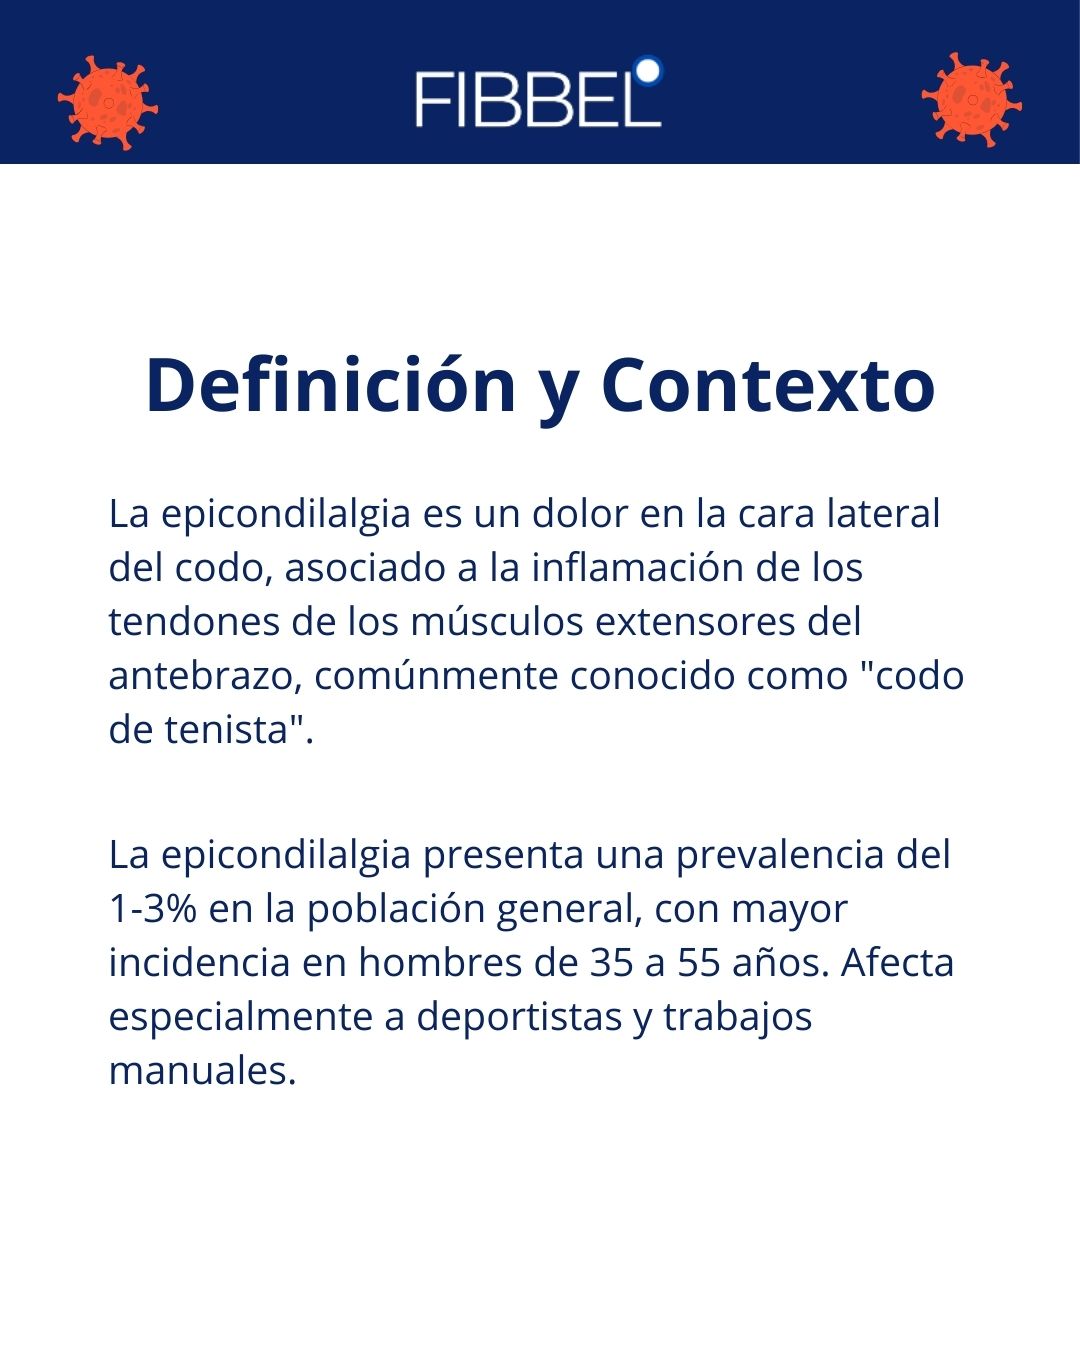 FIBBEL
Definición y Contexto
La epicondilalgia es un dolor en la cara lateral
del codo, asociado a la inflamación de los
tendones de los músculos extensores del
antebrazo, comúnmente conocido como "codo
de tenista".
La epicondilalgia presenta una prevalencia del
1-3% en la población general, con mayor
incidencia en hombres de 35 a 55 años. Afecta
especialmente a deportistas y trabajos
manuales.